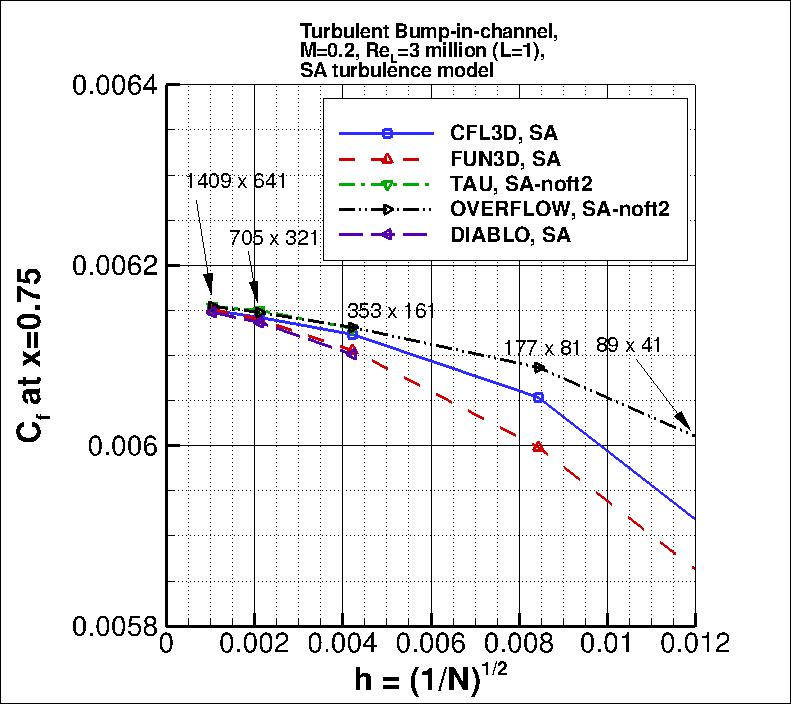 Turbulent Bump-in-channel,
M=0.2, Re_L=3 million (L=1),
SA turbulence model
0.0064
CFL3D, SA
FUN3D, SA
TAU, SA-noft2
OVERFLOW, SA-noft2
DIABLO, SA
1409 x 641
705 x 321
0.0062
353 x 161
177 x 81
89 x 41
C_f at x=0.75
0.006
0.0058
0
0.002
0.004
0.006
0.008
0.01
0.012
h = (1/N)^1/2